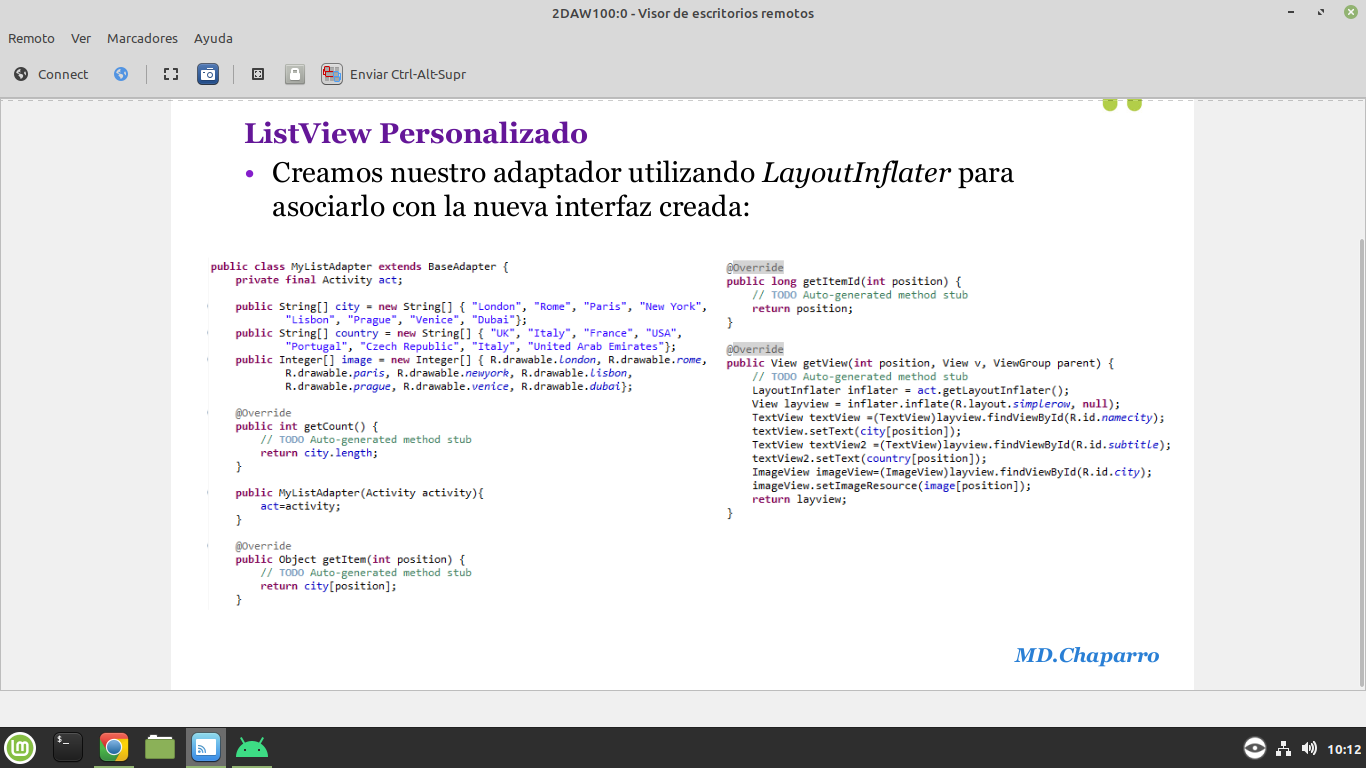 2DAW100:0 - Visor de escritorios remotos
Remoto Ver Marcadores Ayuda
Connect Enviar Ctrl-Alt-Supr
ListView Personalizado
• Creamos nuestro adaptador utilizando LayoutInflater para
asociarlo con la nueva interfaz creada:
public class MyListAdapter extends BaseAdapter {
private final Activity act;
public String[] city = new String[] { "London", "Rome", "Paris", "New York",
"Lisbon", "Prague", "Venice", "Dubai"};
public String[] country = new String[] { "UK", "Italy", "France", "USA",
"Portugal", "Czech Republic", "Italy", "United Arab Emirates"};
public Integer[] image = new Integer[] { R.drawable.london, R.drawable.rome,
R.drawable.paris, R.drawable.newyork, R.drawable.lisbon,
R.drawable.prague, R.drawable.venice, R.drawable.dubai};
@Override
public int getCount() {
// TODO Auto-generated method stub
return city.length;
}
public MyListAdapter(Activity activity){
act=activity;
}
@Override
public Object getItem(int position) {
// TODO Auto-generated method stub
return city[position];
}
@Override
public long getItemId(int position) {
// TODO Auto-generated method stub
return position;
}
@Override
public View getView(int position, View v, ViewGroup parent) {
// TODO Auto-generated method stub
LayoutInflater inflater = act.getLayoutInflater();
View layview = inflater.inflate(R.layout.simplerow, null);
TextView textView =(TextView)layview.findViewById(R.id.namecity);
textView.setText(city[position]);
TextView textView2 =(TextView)layview.findViewById(R.id.subtitle);
textView2.setText(country[position]);
ImageView imageView=(ImageView)layview.findViewById(R.id.city);
imageView.setImageResource(image[position]);
return layview;
}
MD.Chaparro
$_
10:12